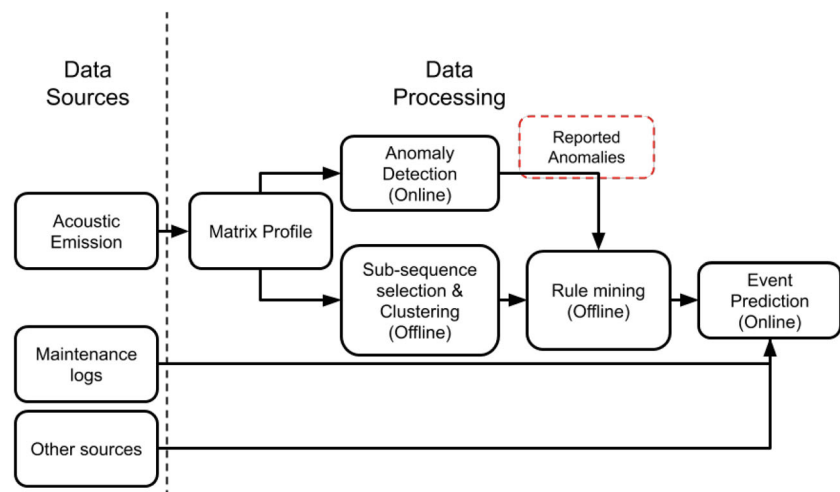 Data
Sources
Data
Processing
Reported
Anomalies
Anomaly
Detection
(Online)
Acoustic
Emission
Matrix Profile
Sub-sequence
selection &
Clustering
(Offline)
Rule mining
(Offline)
Event
Prediction
(Online)
Maintenance
logs
Other sources